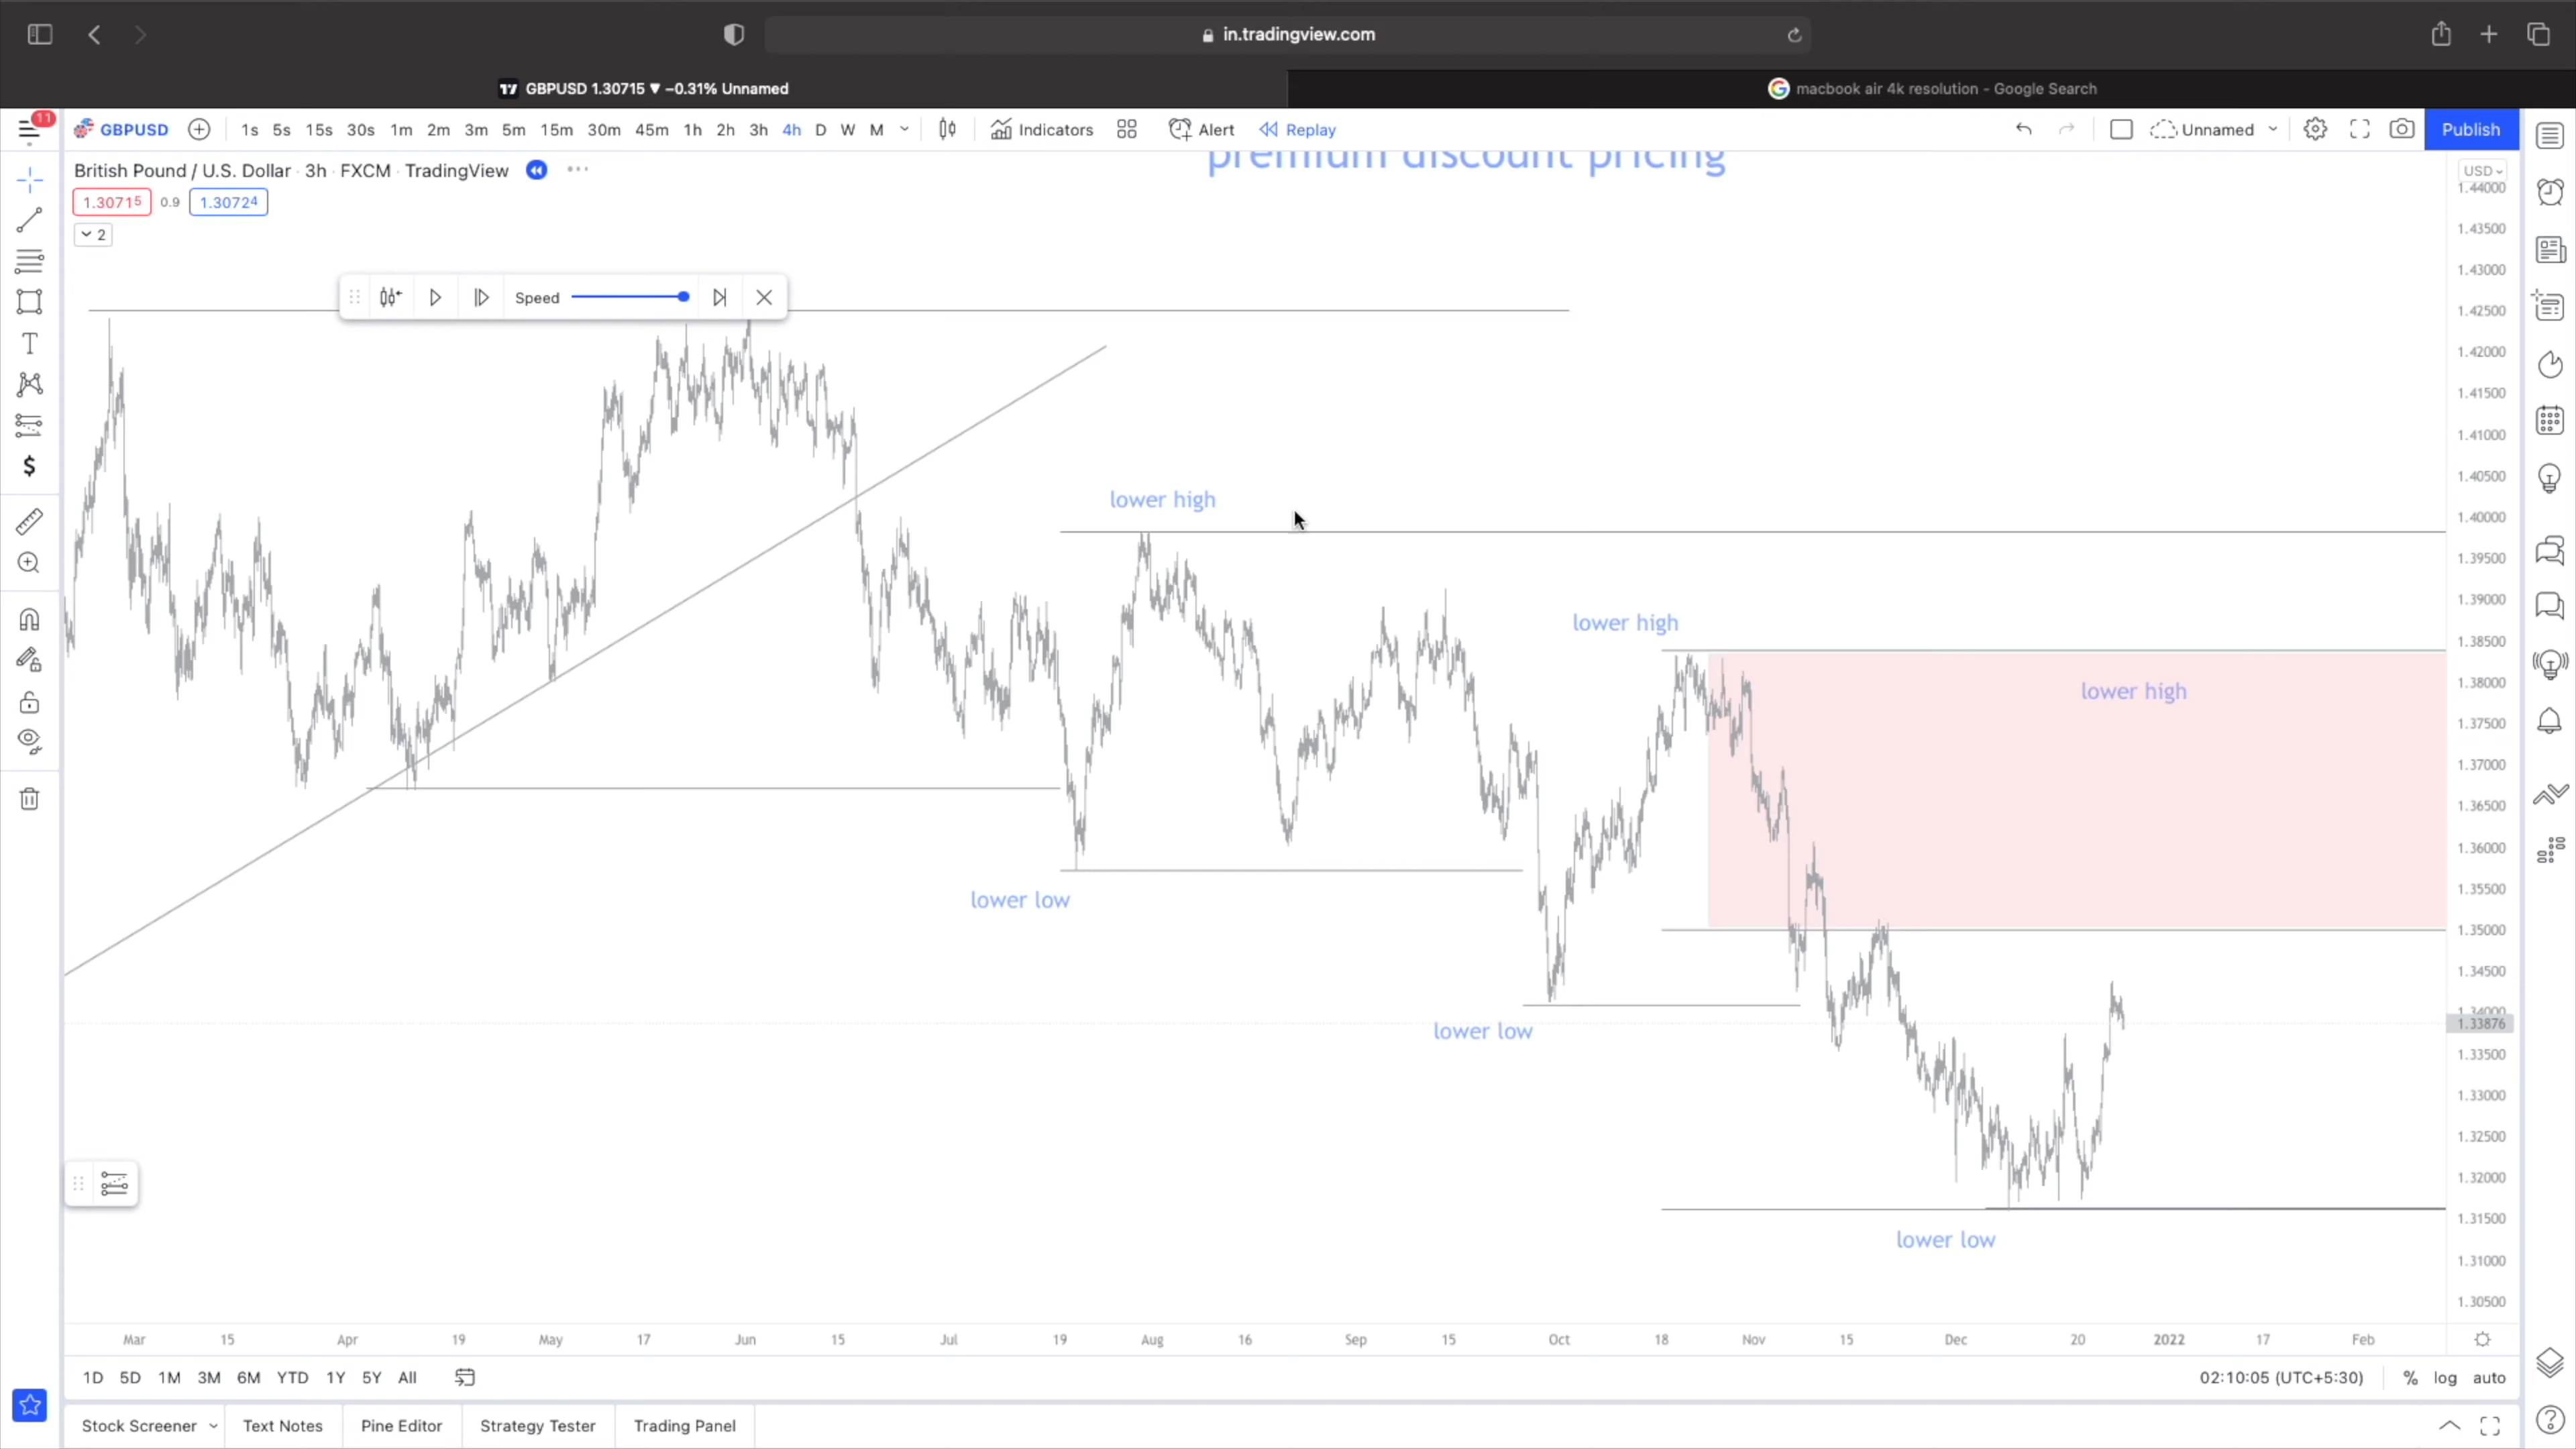 in.tradingview.com
GBPUSD 1.30715 ▼ −0.31% Unnamed
macbook air 4k resolution - Google Search
11
GBPUSD 1s 5s 15s 30s 1m 2m 3m 5m 15m 30m 45m 1h 2h 3h 4h D W M Indicators Alert Replay Unnamed Publish
premium discount pricing
British Pound / U.S. Dollar · 3h · FXCM · TradingView
USD
1.30715 0.9 1.30724
2
Speed
1.44000
1.43500
1.43000
1.42500
1.42000
1.41500
1.41000
1.40500
1.40000
1.39500
1.39000
1.38500
1.38000
1.37500
1.37000
1.36500
1.36000
1.35500
1.35000
1.34500
1.34000
1.33876
1.33500
1.33000
1.32500
1.32000
1.31500
1.31000
1.30500
lower high
lower high
lower high
lower low
lower low
lower low
Mar 15 Apr 19 May 17 Jun 15 Jul 19 Aug 16 Sep 15 Oct 18 Nov 15 Dec 20 2022 17 Feb
1D 5D 1M 3M 6M YTD 1Y 5Y All
02:10:05 (UTC+5:30) % log auto
Stock Screener Text Notes Pine Editor Strategy Tester Trading Panel